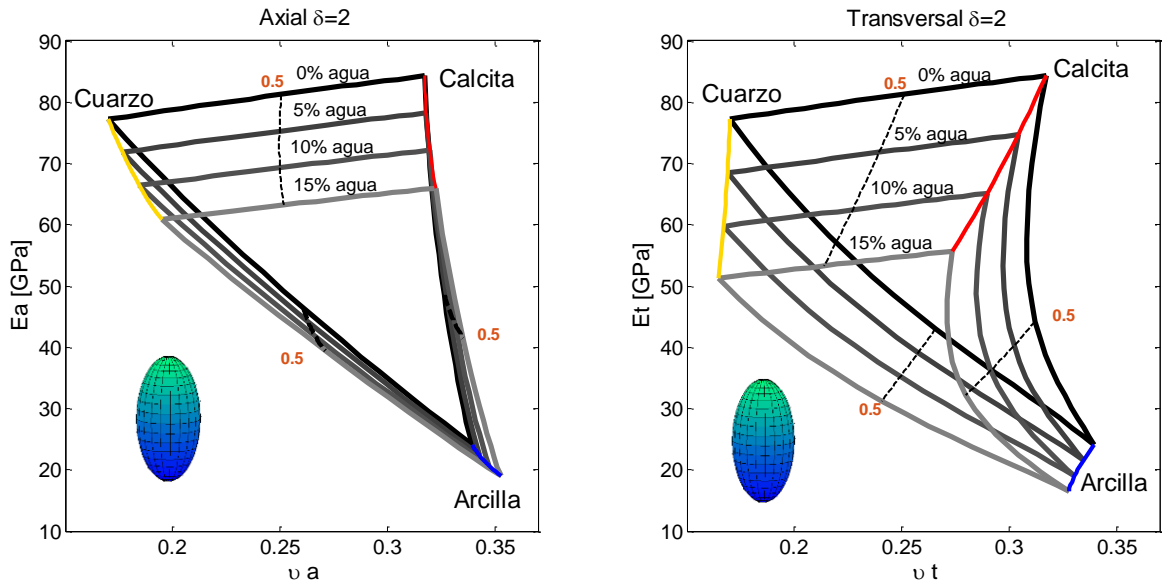 Axial δ=2
90
80
70
60
50
40
30
20
10
0.2
0.25
0.3
0.35
Ea [GPa]
υ a
Cuarzo
Calcita
Arcilla
0.5
0% agua
5% agua
10% agua
15% agua
0.5
0.5
Transversal δ=2
90
80
70
60
50
40
30
20
10
0.2
0.25
0.3
0.35
Et [GPa]
υ t
Cuarzo
Calcita
Arcilla
0.5
0% agua
5% agua
10% agua
15% agua
0.5
0.5